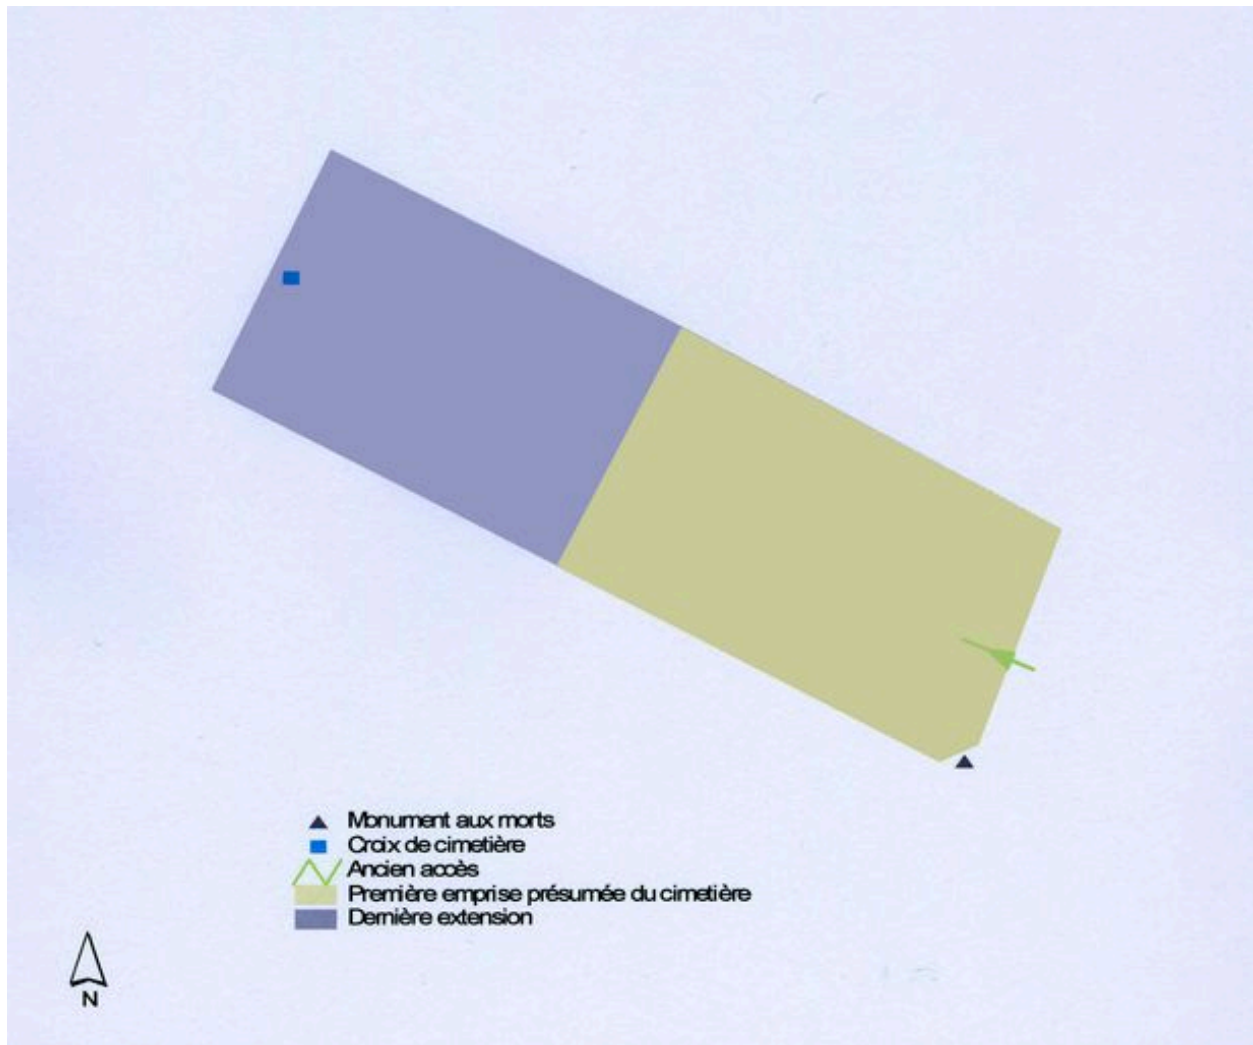 Monument aux morts
Croix de cimetière
Ancien accès
Première emprise présumée du cimetière
Dernière extension
N